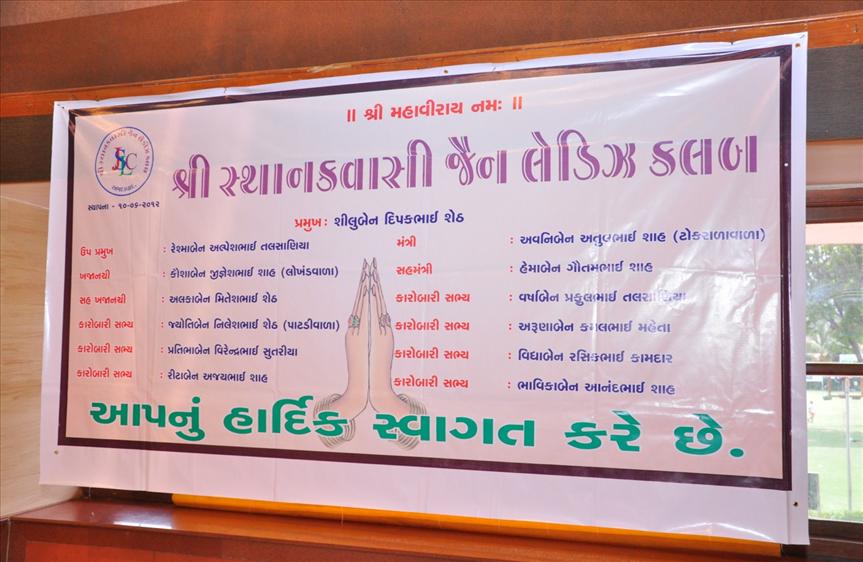 ॥ શ્રી મહાવીરાય નમઃ ॥
શ્રી સ્થાનકવાસી જૈન લેડિઝ કલબ
JSLC
સ્થાપના - ૧૦-૦૬-૨૦૧૨
પ્રમુખ : શીલુબેન દિપકભાઈ શેઠ
ઉપ પ્રમુખ : રેશ્માબેન અલ્પેશભાઈ તલસાણિયા
મંત્રી : અવનિબેન અતુલભાઈ શાહ (ટોકરાળાવાળા)
ખજાનચી : કૌશાબેન જીજ્ઞેશભાઈ શાહ (લોખંડવાળા)
સહમંત્રી : હેમાબેન ગૌતમભાઈ શાહ
સહ ખજાનચી : અલકાબેન મિતેશભાઈ શેઠ
કારોબારી સભ્ય : વર્ષાબેન પ્રફુલભાઈ તલસાણિયા
કારોબારી સભ્ય : જ્યોતિબેન નિલેશભાઈ શેઠ (પાટડીવાળા)
કારોબારી સભ્ય : અરૂણાબેન કમલભાઈ મહેતા
કારોબારી સભ્ય : પ્રતિભાબેન વિરેન્દ્રભાઈ સુતરીયા
કારોબારી સભ્ય : વિધાબેન રસિકભાઈ કામદાર
કારોબારી સભ્ય : રીટાબેન અજયભાઈ શાહ
કારોબારી સભ્ય : ભાવિકાબેન આનંદભાઈ શાહ
આપનું હાર્દિક સ્વાગત કરે છે.